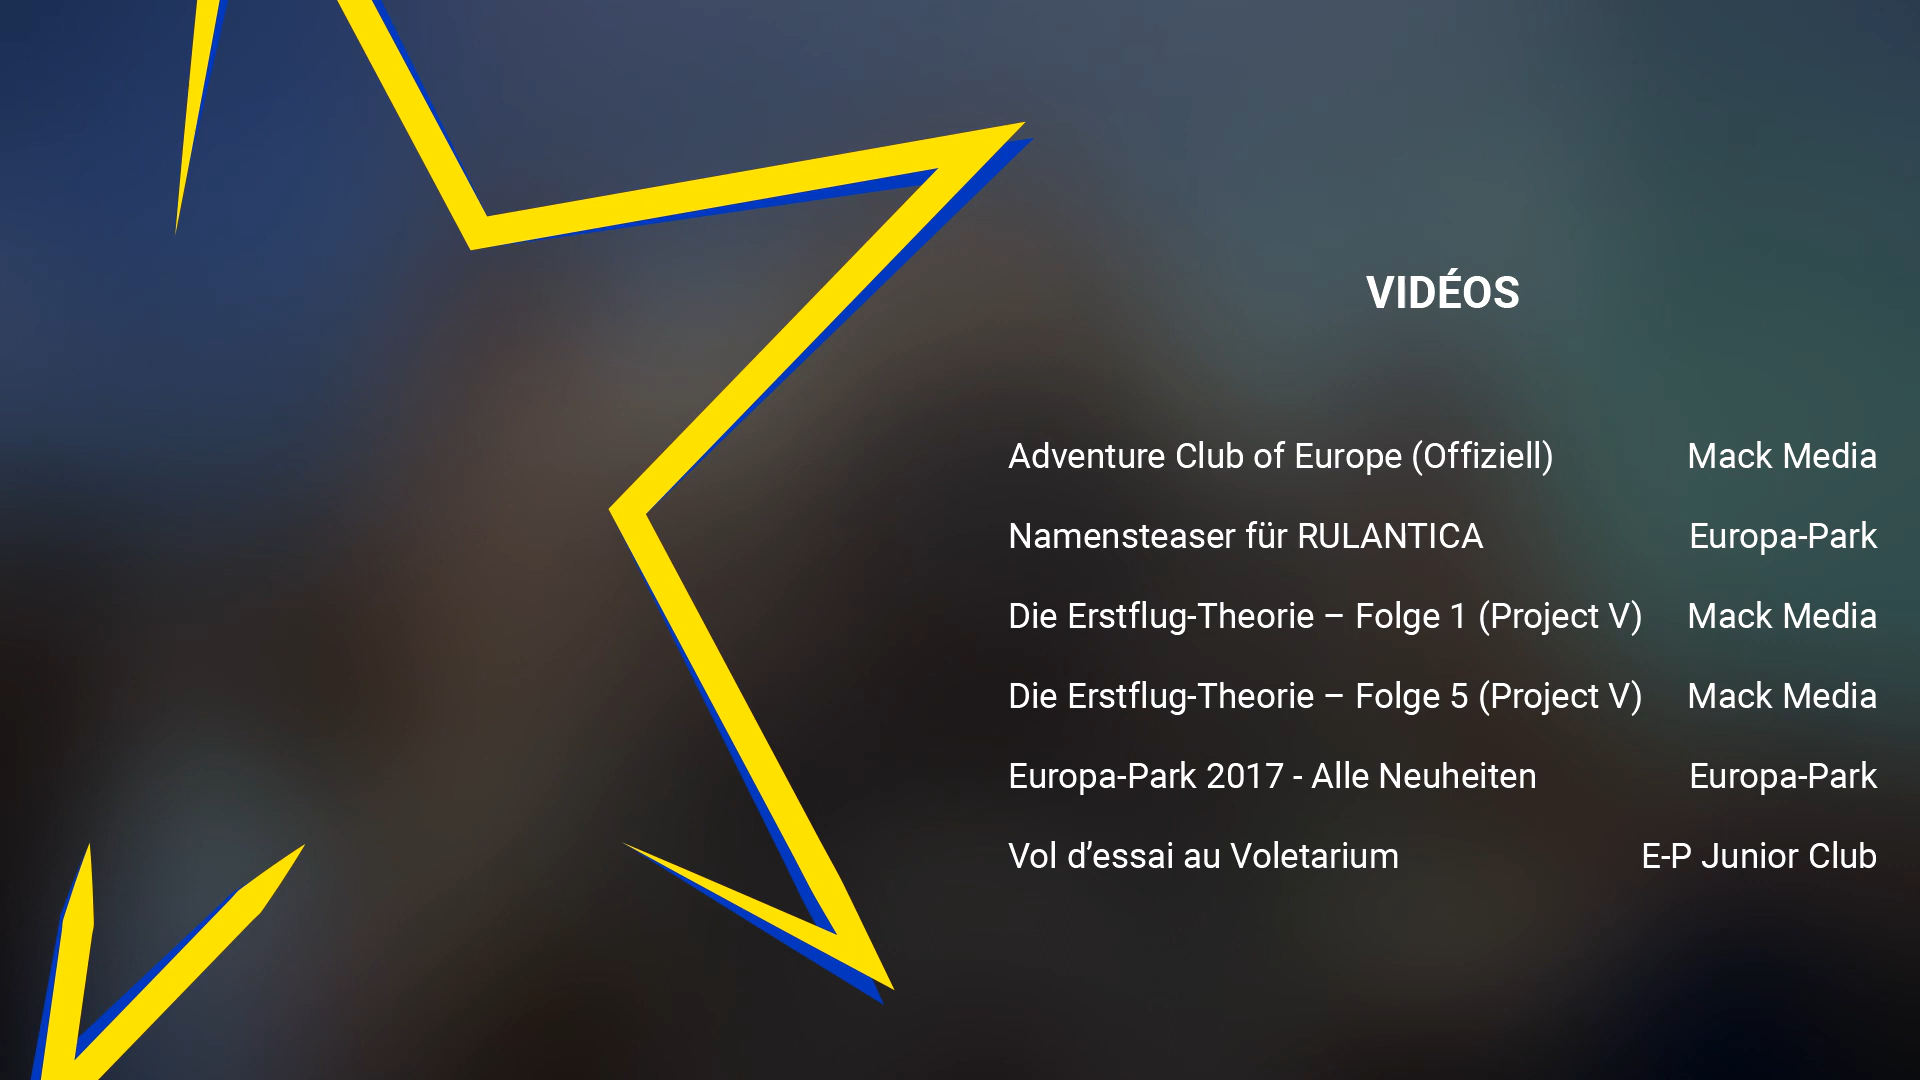 VIDÉOS
Adventure Club of Europe (Offiziell) Mack Media
Namensteaser für RULANTICA Europa-Park
Die Erstflug-Theorie – Folge 1 (Project V) Mack Media
Die Erstflug-Theorie – Folge 5 (Project V) Mack Media
Europa-Park 2017 - Alle Neuheiten Europa-Park
Vol d’essai au Voletarium E-P Junior Club